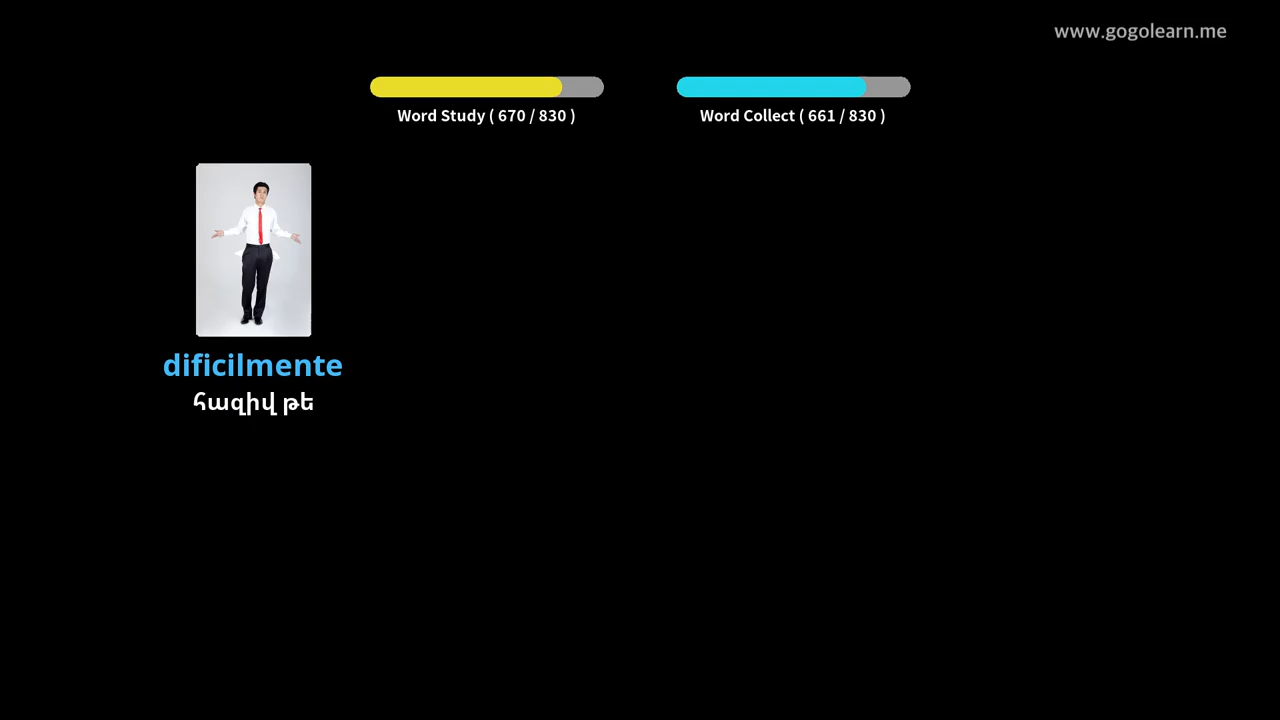 www.gogolearn.me
Word Study ( 670 / 830 )
Word Collect ( 661 / 830 )
dificilmente
հազիվ թե